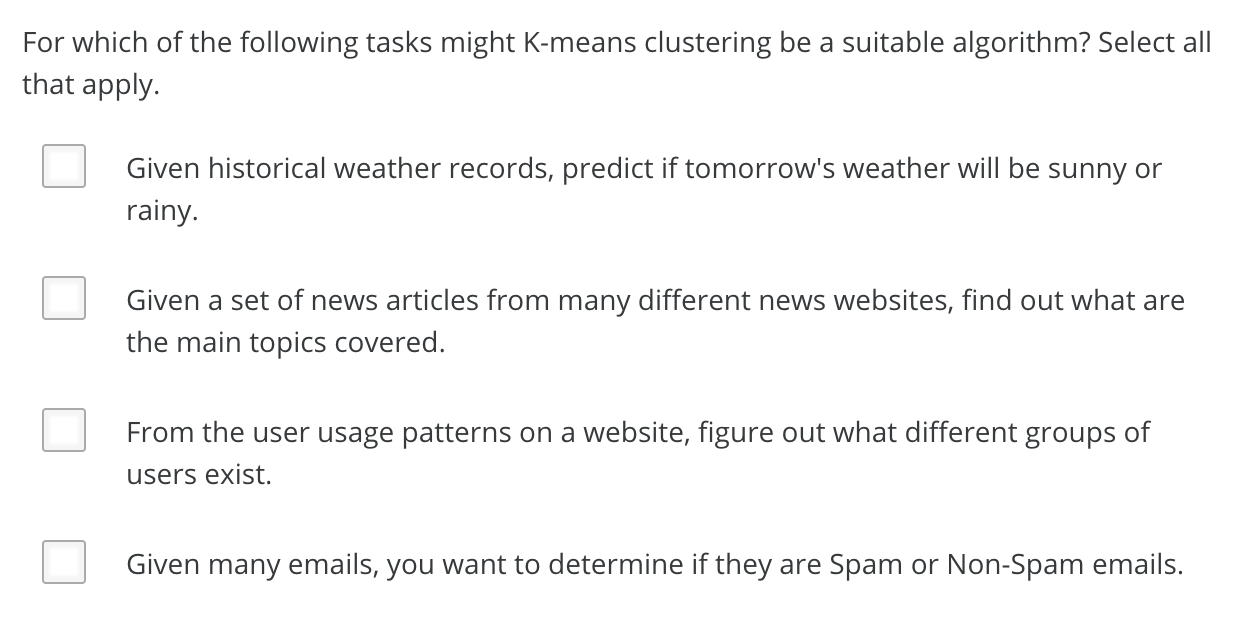 For which of the following tasks might K-means clustering be a suitable algorithm? Select all
that apply.
Given historical weather records, predict if tomorrow's weather will be sunny or
rainy.
Given a set of news articles from many different news websites, find out what are
the main topics covered.
From the user usage patterns on a website, figure out what different groups of
users exist.
Given many emails, you want to determine if they are Spam or Non-Spam emails.